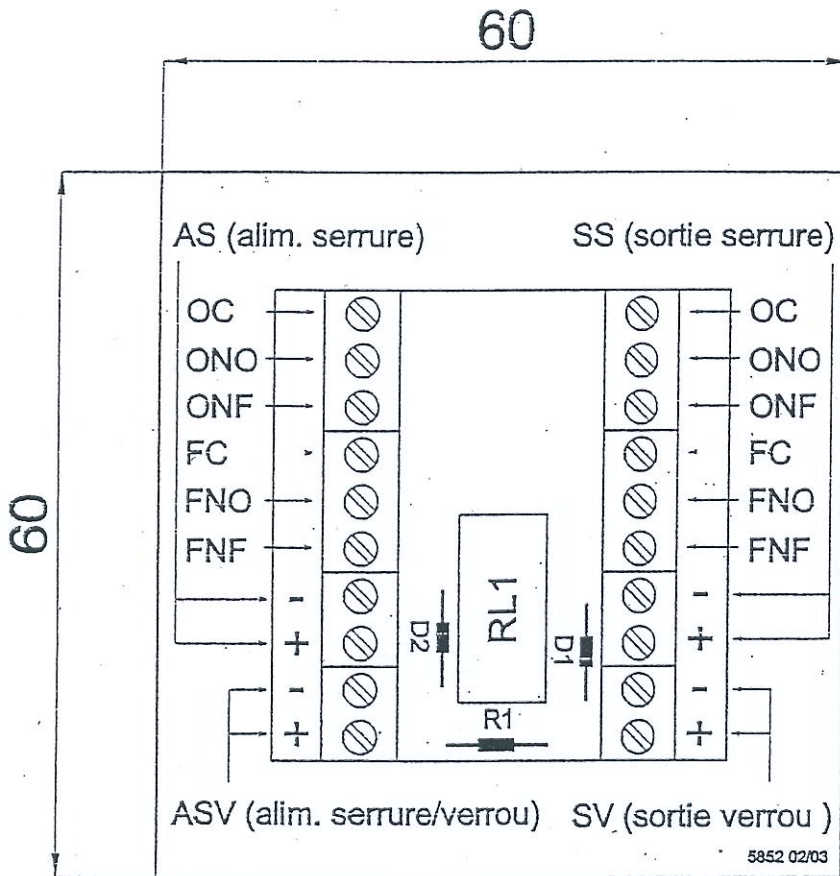 60
60
AS (alim. serrure)
SS (sortie serrure)
OC
OC
ONO
ONO
ONF
ONF
FC
FC
FNO
FNO
FNF
FNF
-
-
+
+
-
-
+
+
D2
RL1
D1
R1
ASV (alim. serrure/verrou)
SV (sortie verrou )
5852 02/03